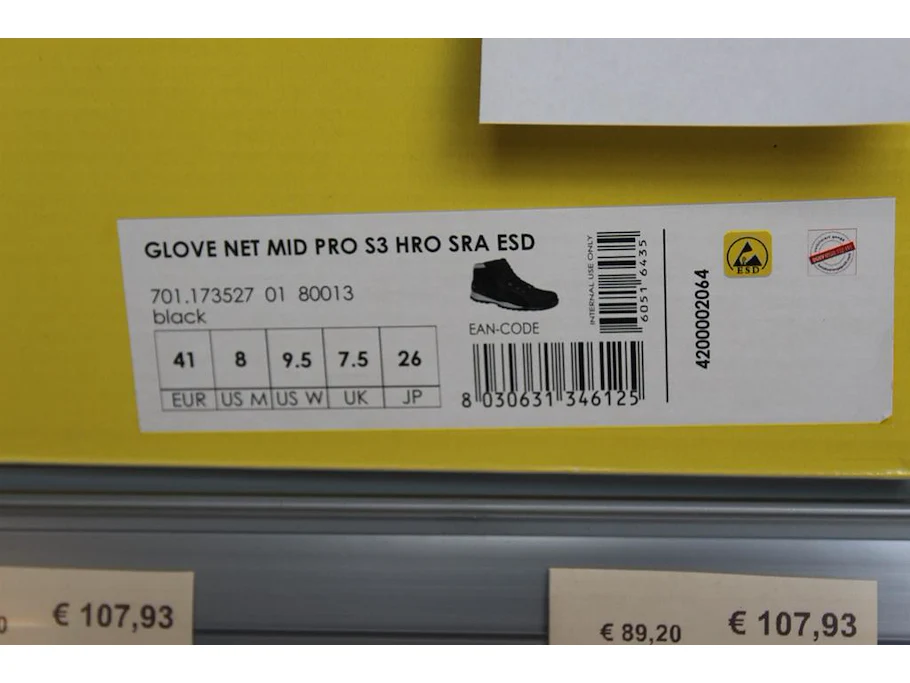 GLOVE NET MID PRO S3 HRO SRA ESD
701.173527 01 80013
black
41 8 9.5 7.5 26
EUR US M US W UK JP
EAN-CODE
8 030631 346125
INTERNAL USE ONLY
60516435
4200002064
ESD
0 € 107,93
€ 89,20 € 107,93